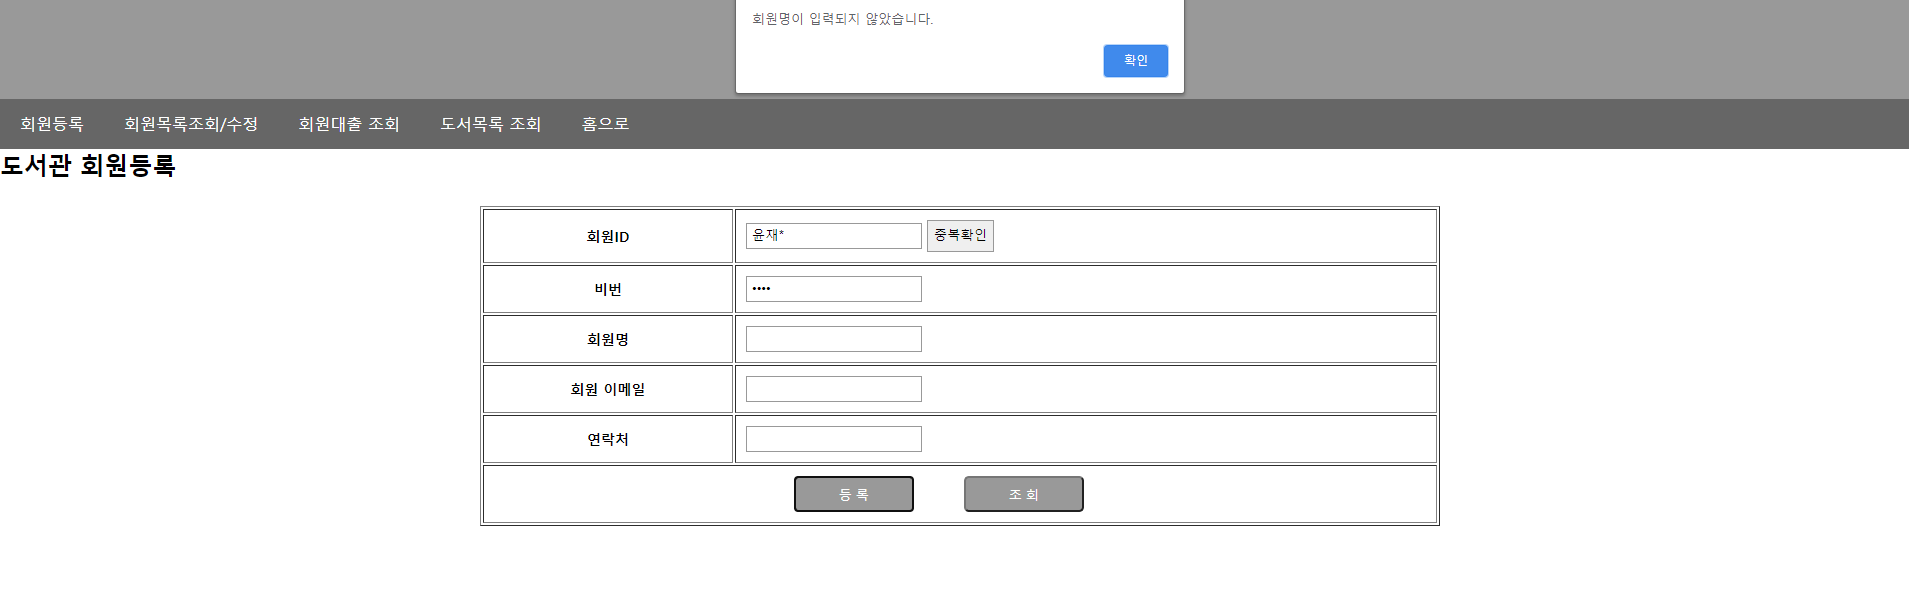 회원명이 입력되지 않았습니다.
확인
회원등록 회원목록조회/수정 회원대출 조회 도서목록 조회 홈으로
도서관 회원등록
회원ID 윤재* 중복확인
비번 ••••
회원명
회원 이메일
연락처
등 록 조 회